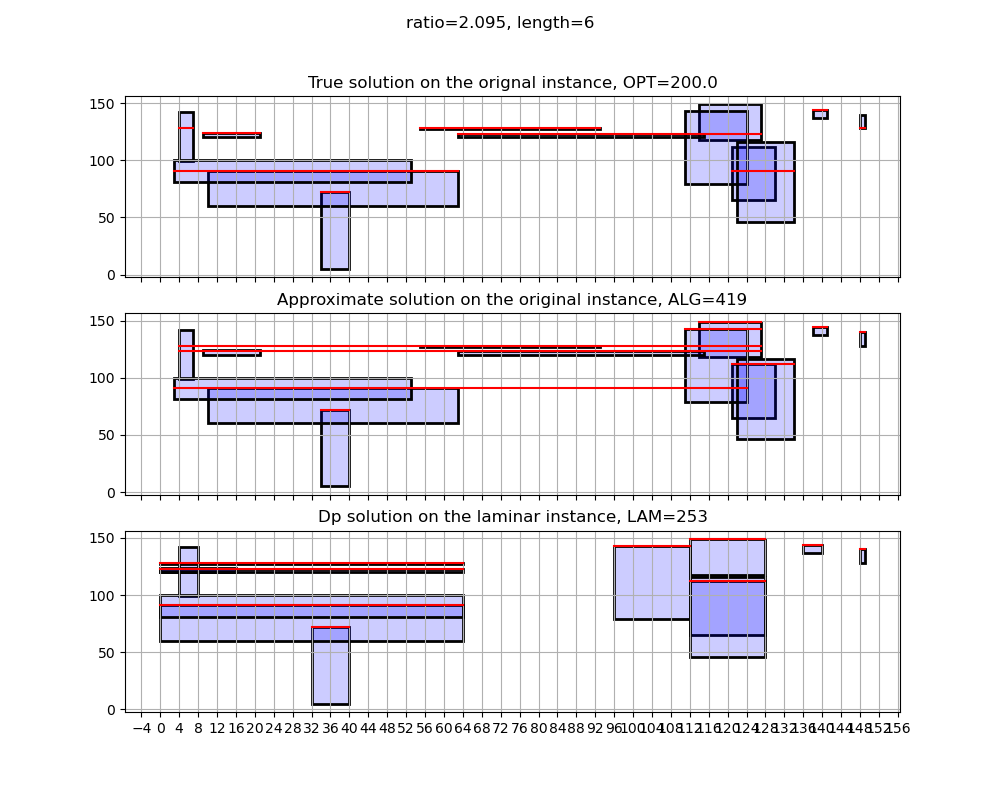 ratio=2.095, length=6
True solution on the orignal instance, OPT=200.0
150
100
50
0
Approximate solution on the original instance, ALG=419
150
100
50
0
Dp solution on the laminar instance, LAM=253
150
100
50
0
−4 0 4 8 12 16 20 24 28 32 36 40 44 48 52 56 60 64 68 72 76 80 84 88 92 96 100 104 108 112 116 120 124 128 132 136 140 144 148 152 156